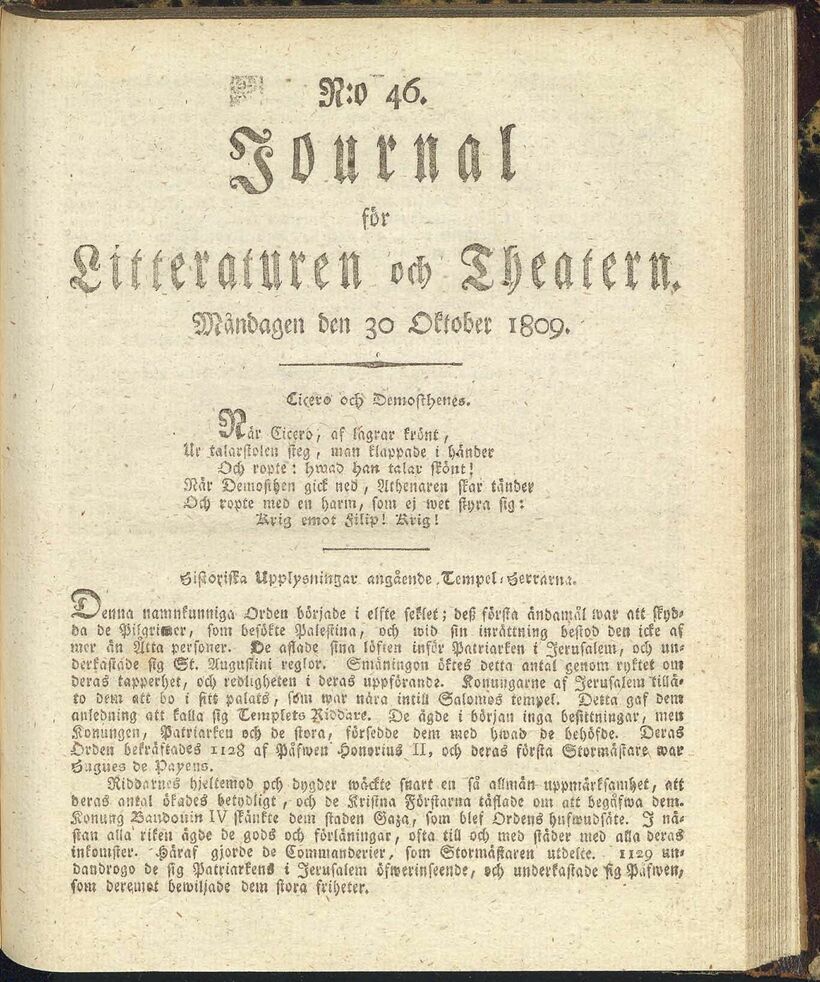 N:o 46.
Journal
för
Litteraturen och Theatern.
Måndagen den 30 Oktober 1809.
Cicero och Demosthenes.
När Cicero, af lagrar krönt,
Ur talarstolen steg, man klappade i händer
Och ropte: hwad han talar skönt!
När Demosthen gick ned, Athenaren skar tänder
Och ropte med en harm, som ej wet styra sig:
Krig emot Filip! Krig!
Historiska Upplysningar angående Tempel-Herrarna.
Denna namnkunniga Orden började i elfte seklet; deß första ändamål war att skyd-
da de Pilgrimer, som besökte Palestina, och wid sin inrättning bestod den icke af
mer än Åtta personer. De aflade sina löften inför Patriarken i Jerusalem, och un-
derkastade sig St. Augustini reglor. Småningon öktes detta antal genom ryktet om
deras tapperhet, och redligheten i deras uppförande. Konungarne af Jerusalem tillä-
to dem att bo i sitt palats, som war nära intill Salomos tempel. Detta gaf dem
anledning att kalla sig Templets Riddare. De ägde i början inga besittningar, men
Konungen, Patriarken och de stora, försedde dem med hwad de behöfde. Deras
Orden bekräftades 1128 af Påfwen Honorius II, och deras första Stormästare war
Hugues de Payens.
Riddarnes hjeltemod och dygder wäckte snart en så allmän uppmärksamhet, att
deras antal ökades betydligt, och de Kristna Förstarna täflade om att begåfwa dem.
Konung Baudouin IV skänkte dem staden Gaza, som blef Ordens hufwudsäte. I nä-
stan alla riken ägde de gods och förläningar, ofta till och med städer med alla deras
inkomster. Häraf gjorde de Commanderier, som Stormästaren utdelte. 1129 un-
dandrogo de sig Patriarkens i Jerusalem öfwerinseende, och underkastade sig Påfwen,
som deremot bewiljade dem stora friheter.